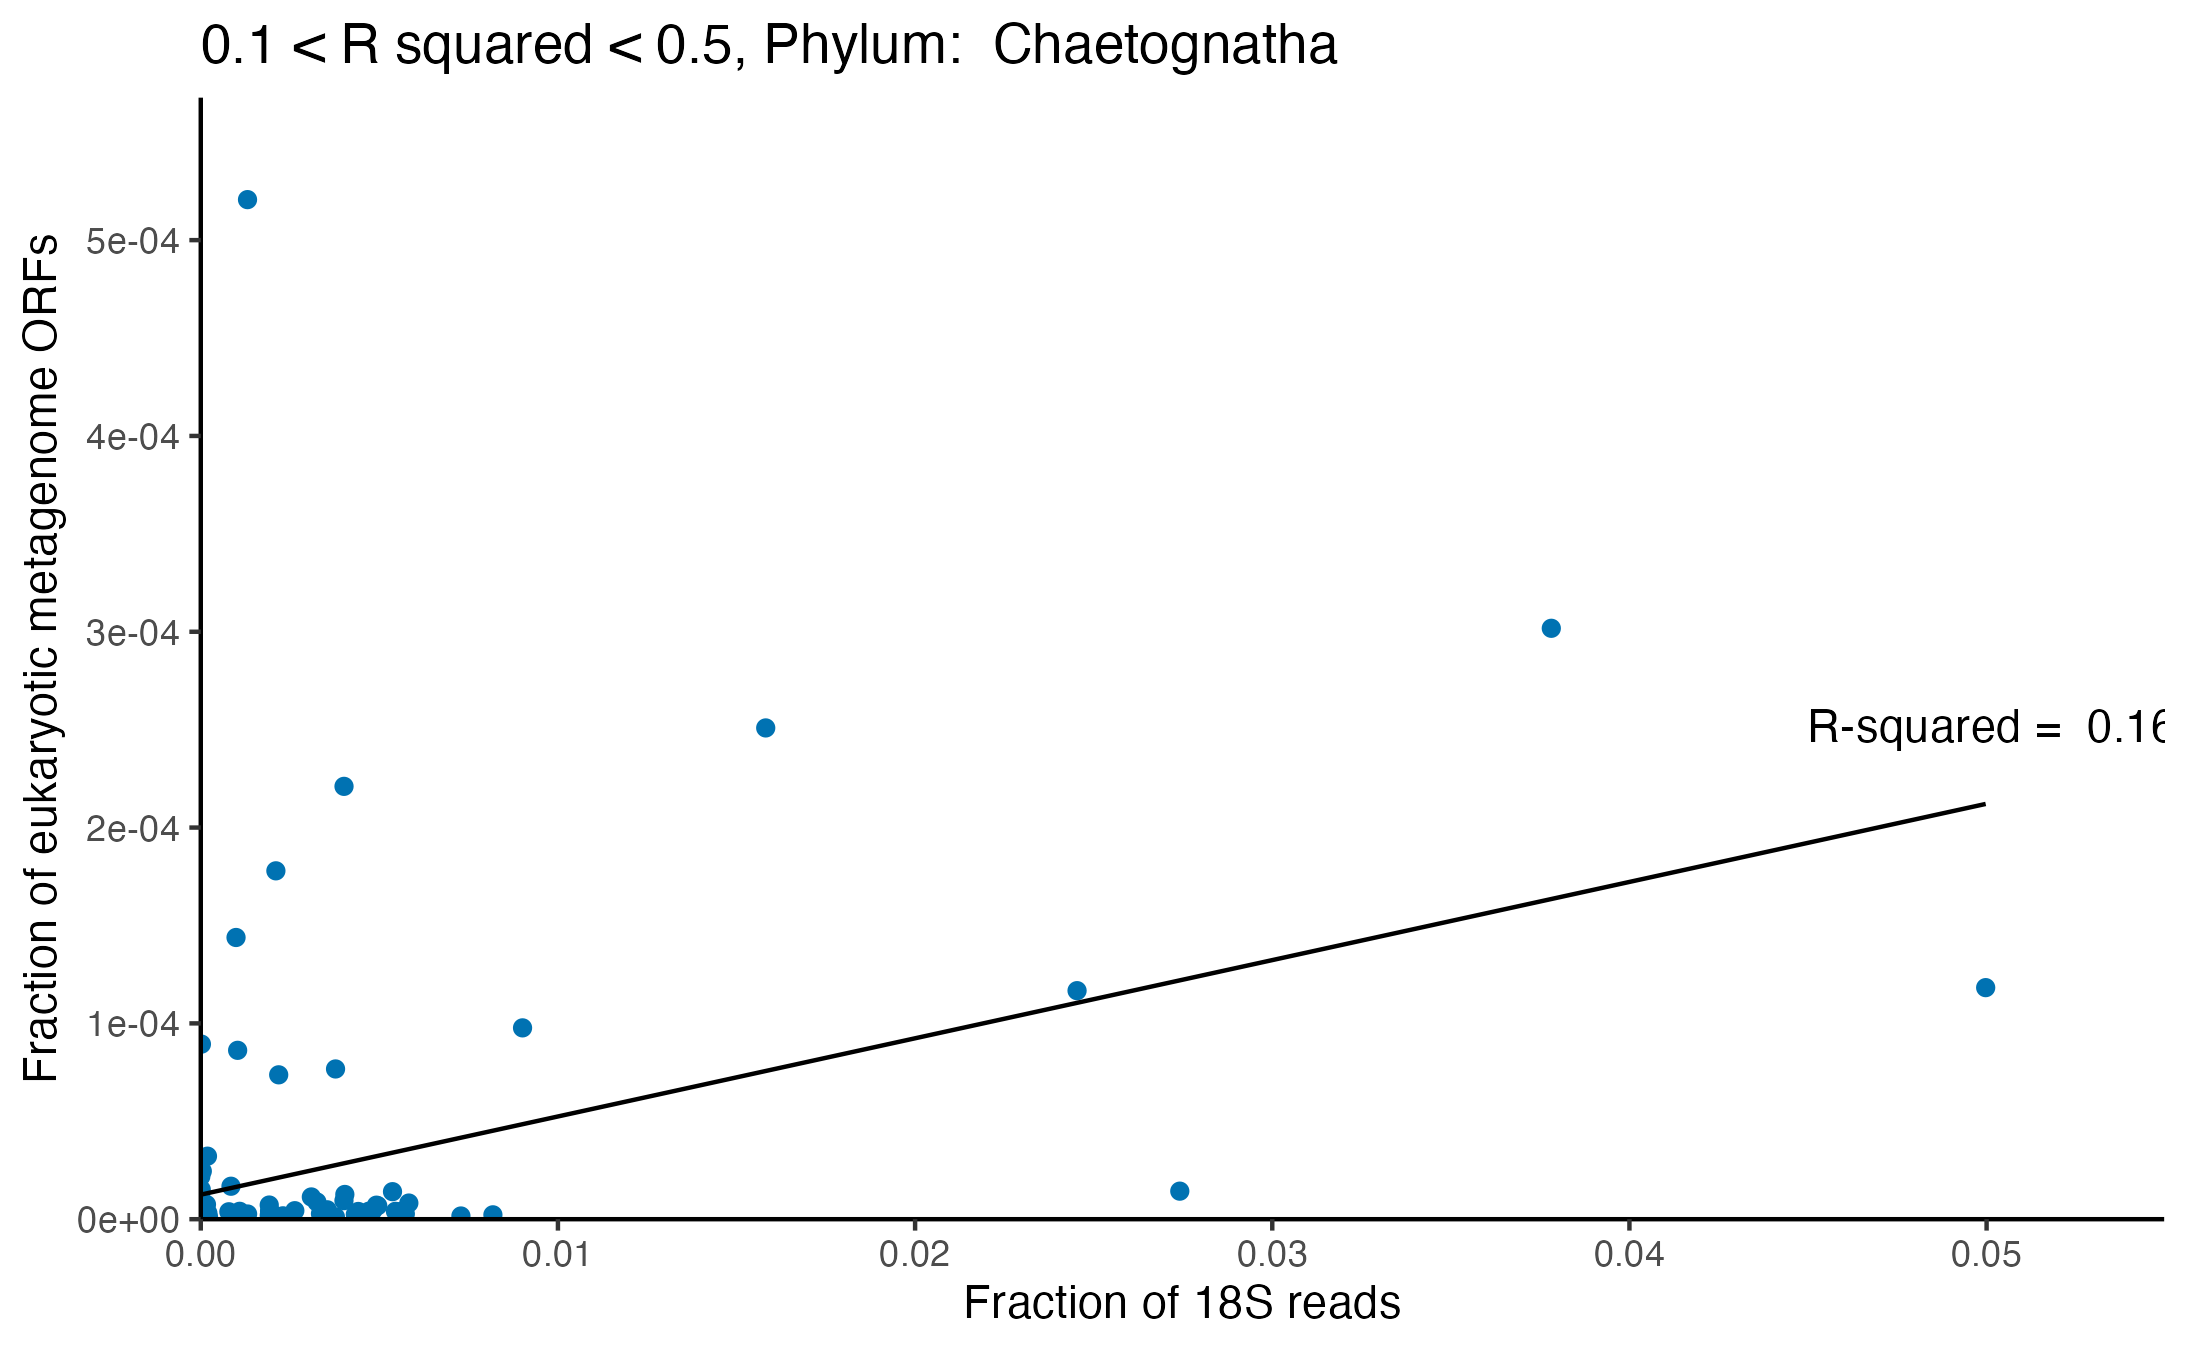 0.1 < R squared < 0.5, Phylum:  Chaetognatha
Fraction of eukaryotic metagenome ORFs
5e-04
4e-04
3e-04
2e-04
1e-04
0e+00
R-squared =  0.16
0.00
0.01
0.02
0.03
0.04
0.05
Fraction of 18S reads